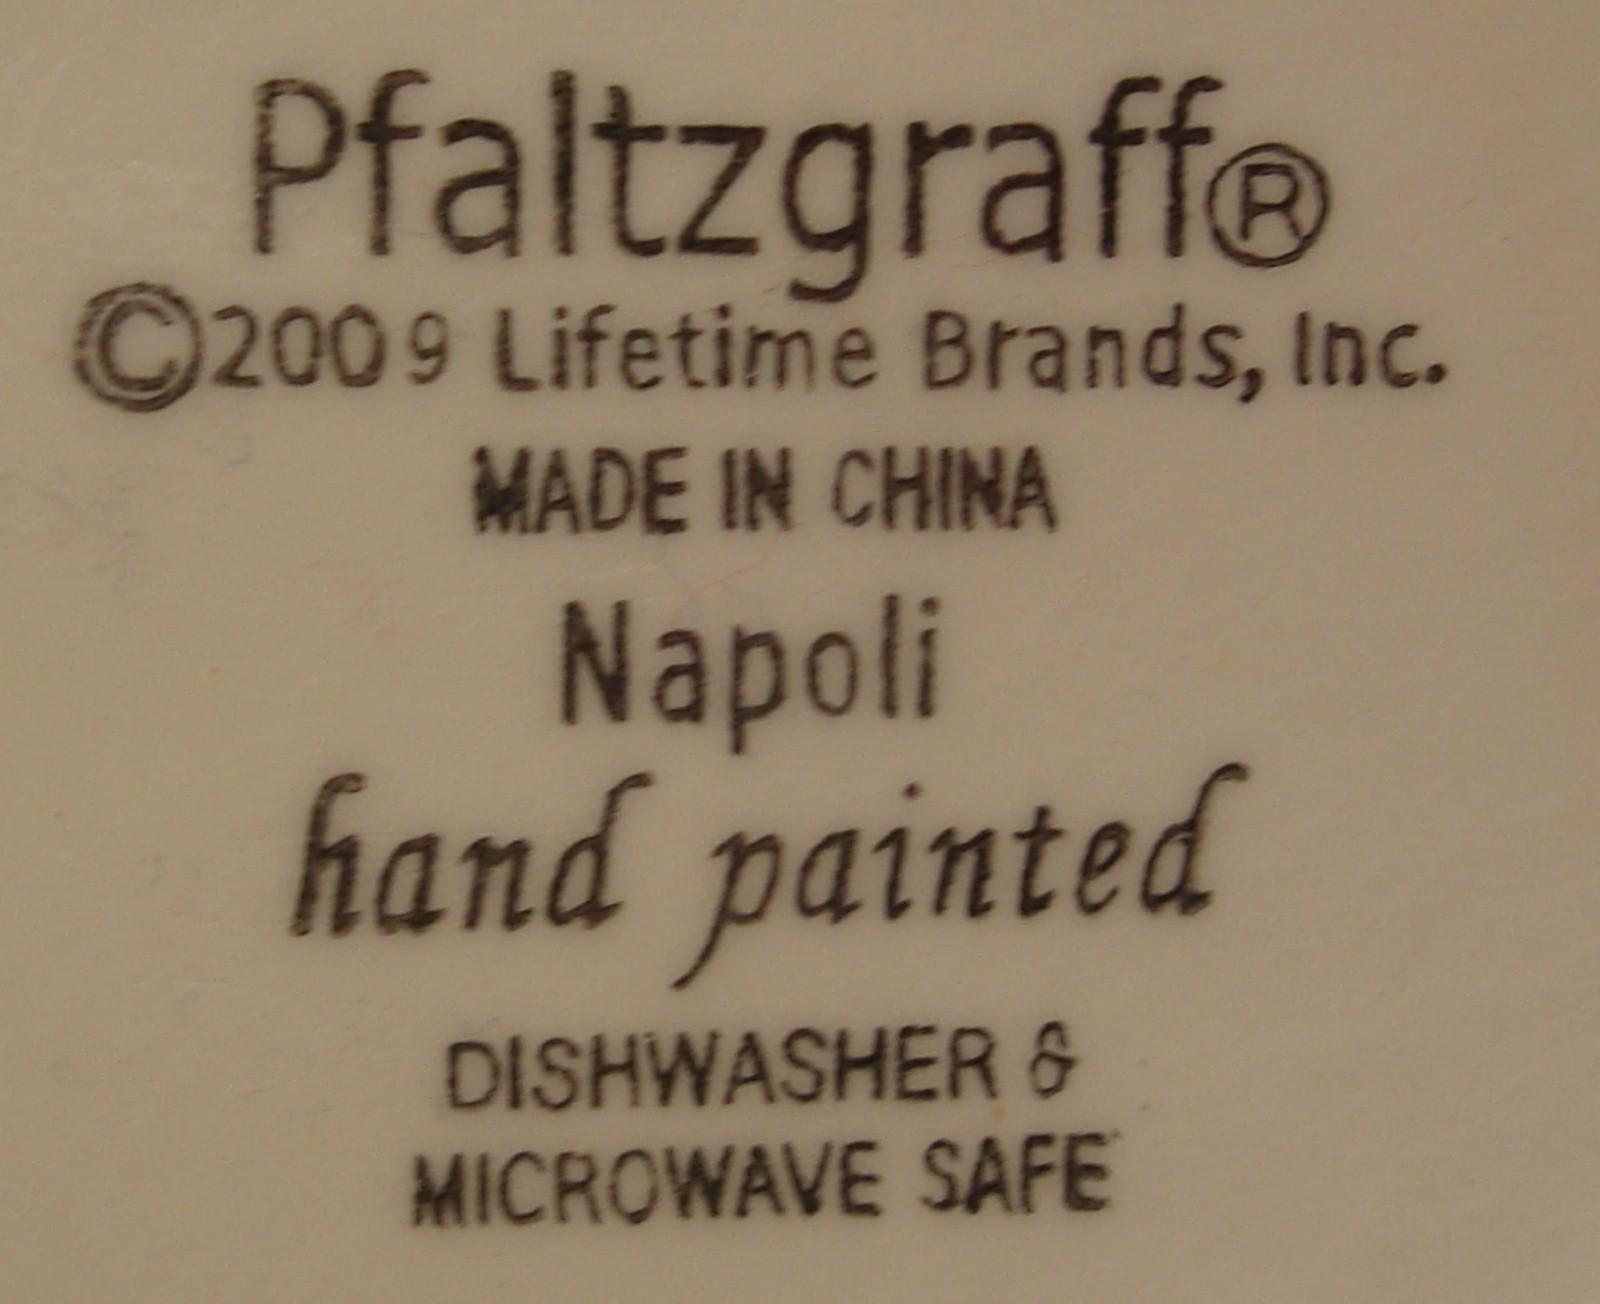 Pfaltzgraff®
©2009 Lifetime Brands, Inc.
MADE IN CHINA
Napoli
hand painted
DISHWASHER &
MICROWAVE SAFE